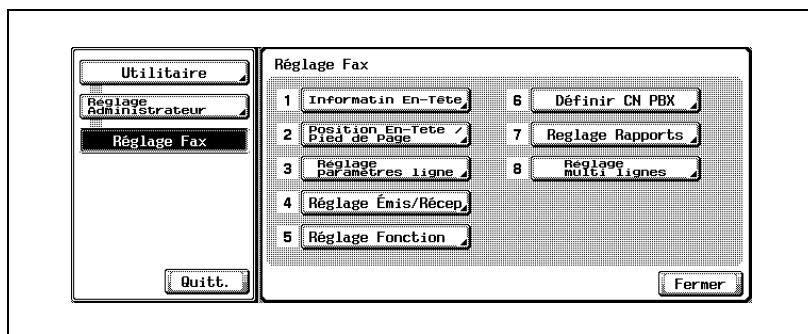 Utilitaire
Réglage
Administrateur
Réglage Fax
Quitt.
Réglage Fax
1 Informatin En-Tête
2 Position En-Tete /
Pied de Page
3 Réglage
paramètres ligne
4 Réglage Émis/Récep
5 Réglage Fonction
6 Définir CN PBX
7 Reglage Rapports
8 Réglage
multi lignes
Fermer